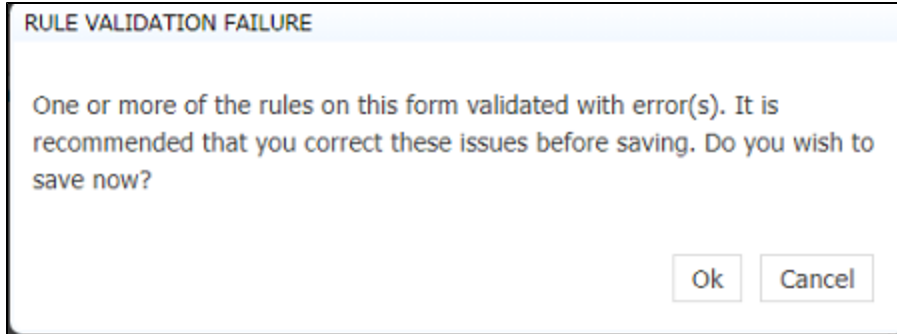 RULE VALIDATION FAILURE
One or more of the rules on this form validated with error(s). It is
recommended that you correct these issues before saving. Do you wish to
save now?
Ok
Cancel